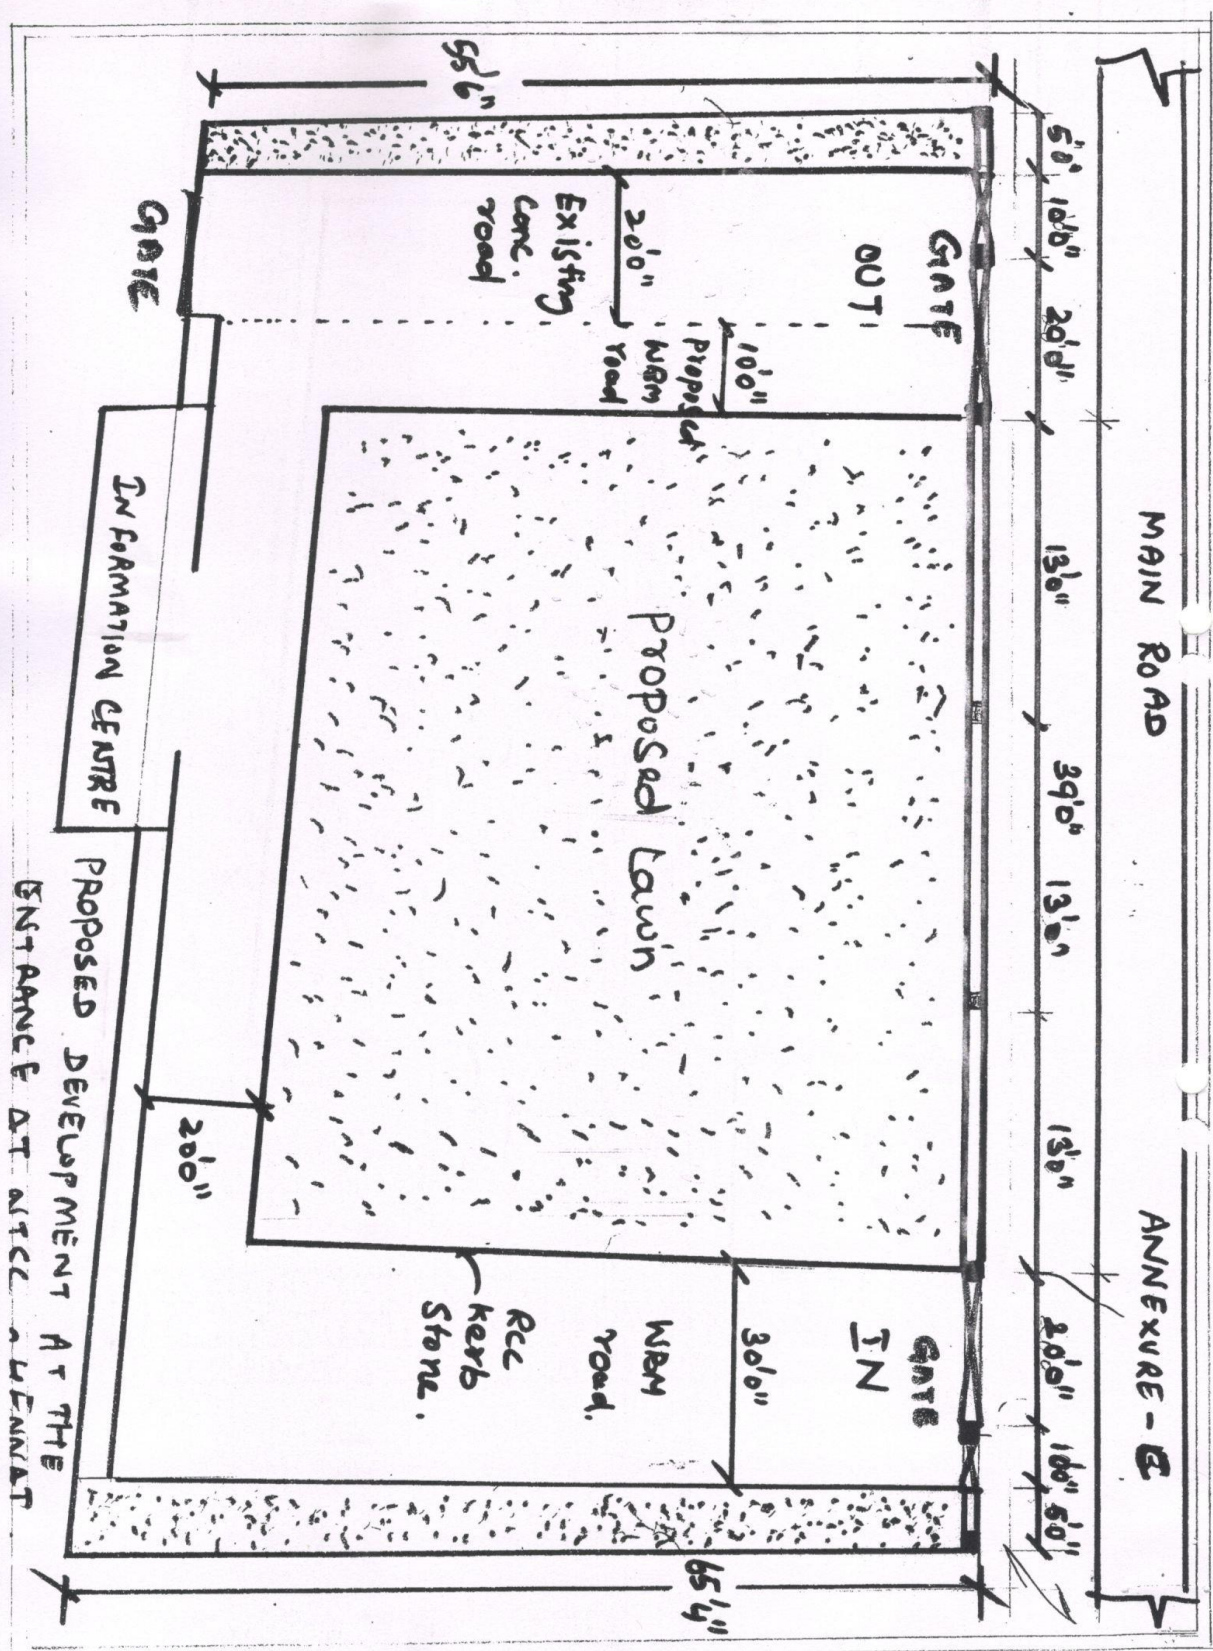 MAIN ROAD
ANNEXURE - E
5'0"
10'0"
20'0"
13'0"
39'0"
13'0"
13'0"
20'0"
10'0"
5'0"
55'6"
GATE
OUT
GATE
IN
20'0"
Existing
Conc.
road
10'0"
proposed
WBM
road
Proposed Lawn
30'0"
WBM
road.
RCC
Kerb
Stone.
65'4"
GATE
20'0"
INFORMATION CENTRE
PROPOSED DEVELOPMENT AT THE
ENTRANCE AT